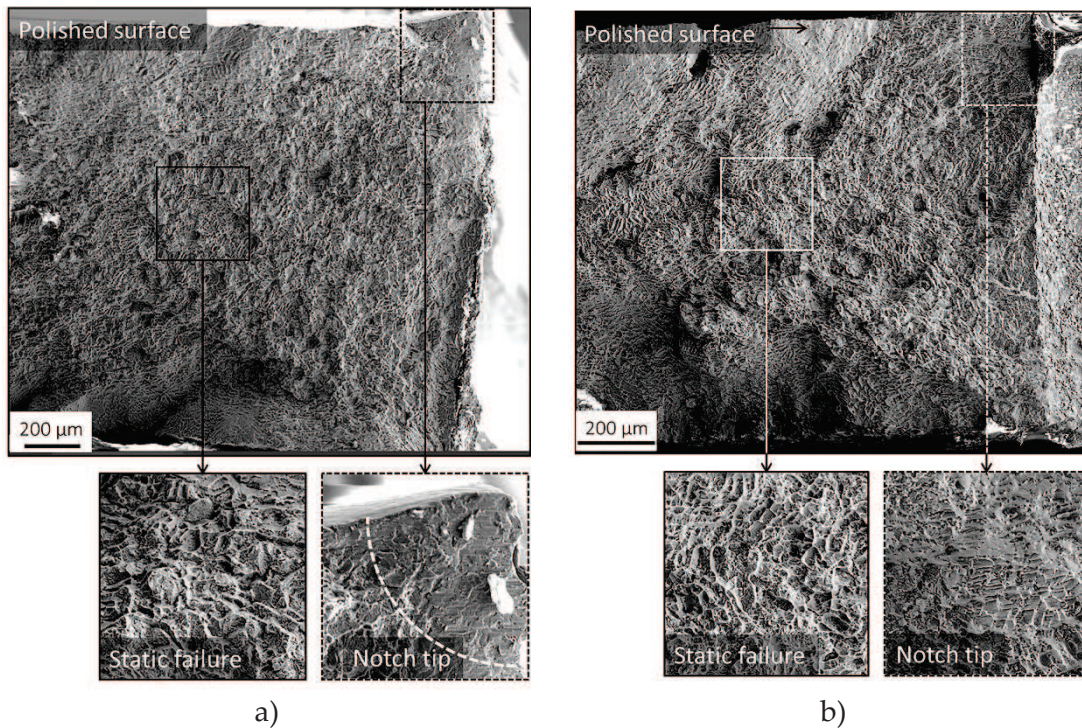 Polished surface
200 µm
Static failure
Notch tip
a)
Polished surface
200 µm
Static failure
Notch tip
b)